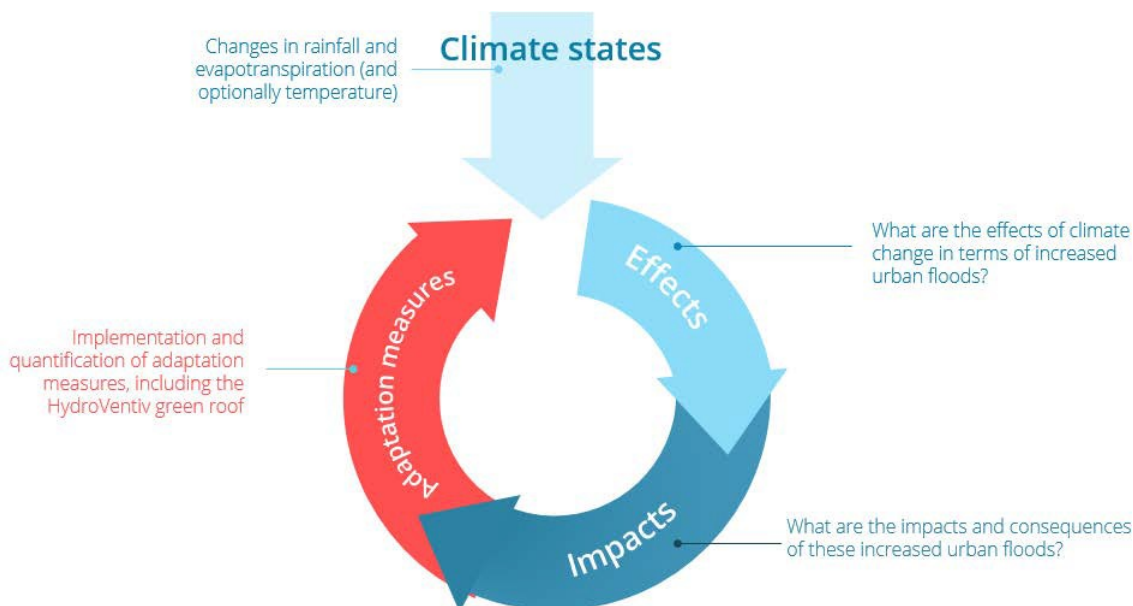 Climate states
Changes in rainfall and
evapotranspiration (and
optionally temperature)
Effects
What are the effects of climate
change in terms of increased
urban floods?
Impacts
What are the impacts and consequences
of these increased urban floods?
Adaptation measures
Implementation and
quantification of adaptation
measures, including the
HydroVentiv green roof